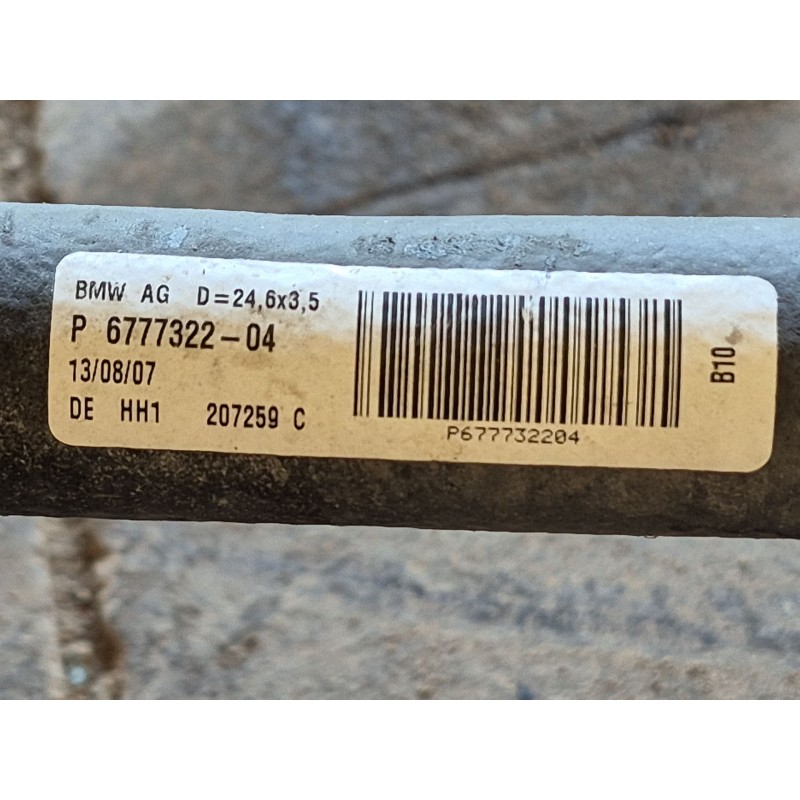 BMW AG D=24,6x3,5
P 6777322-04
13/08/07
DE HH1 207259 C
P677732204
B10